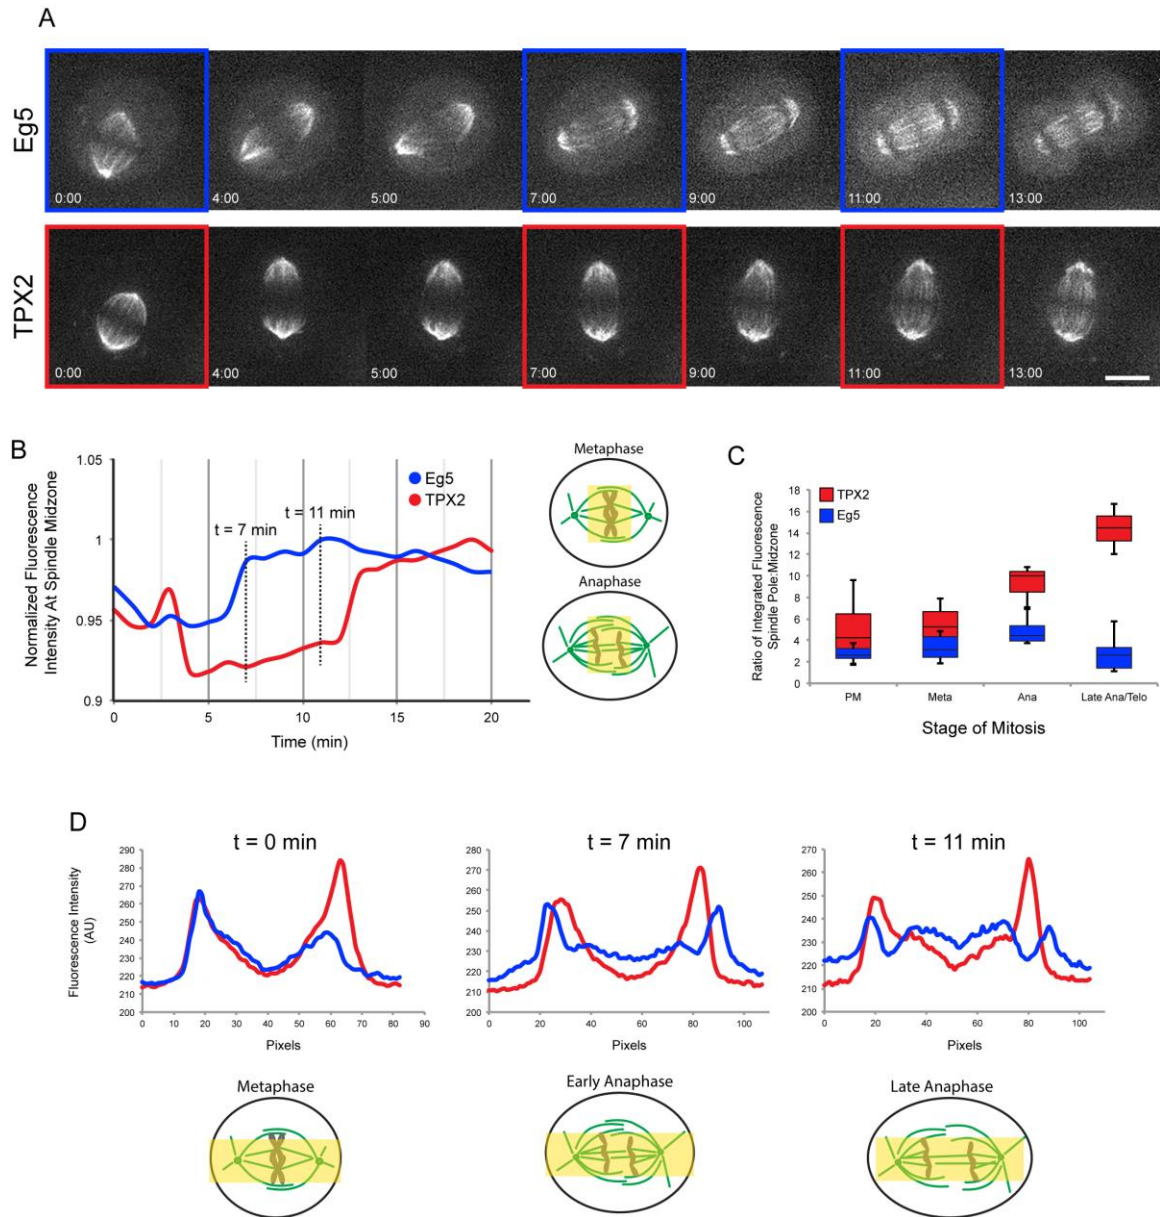 A
Eg5
0:00
4:00
5:00
7:00
9:00
11:00
13:00
TPX2
0:00
4:00
5:00
7:00
9:00
11:00
13:00
B
Normalized Fluorescence
Intensity At Spindle Midzone
1.05
1
0.95
0.9
Eg5
TPX2
t = 7 min
t = 11 min
0
5
10
15
20
Time (min)
Metaphase
Anaphase
C
Ratio of Integrated Fluorescence
Spindle Pole:Midzone
18
16
14
12
10
8
6
4
2
0
TPX2
Eg5
PM
Meta
Ana
Late Ana/Telo
Stage of Mitosis
D
t = 0 min
Fluorescence Intensity
(AU)
290
280
270
260
250
240
230
220
210
200
0
10
20
30
40
50
60
70
80
90
Pixels
Metaphase
t = 7 min
280
270
260
250
240
230
220
210
200
0
20
40
60
80
100
Pixels
Early Anaphase
t = 11 min
270
260
250
240
230
220
210
200
0
20
40
60
80
100
Pixels
Late Anaphase